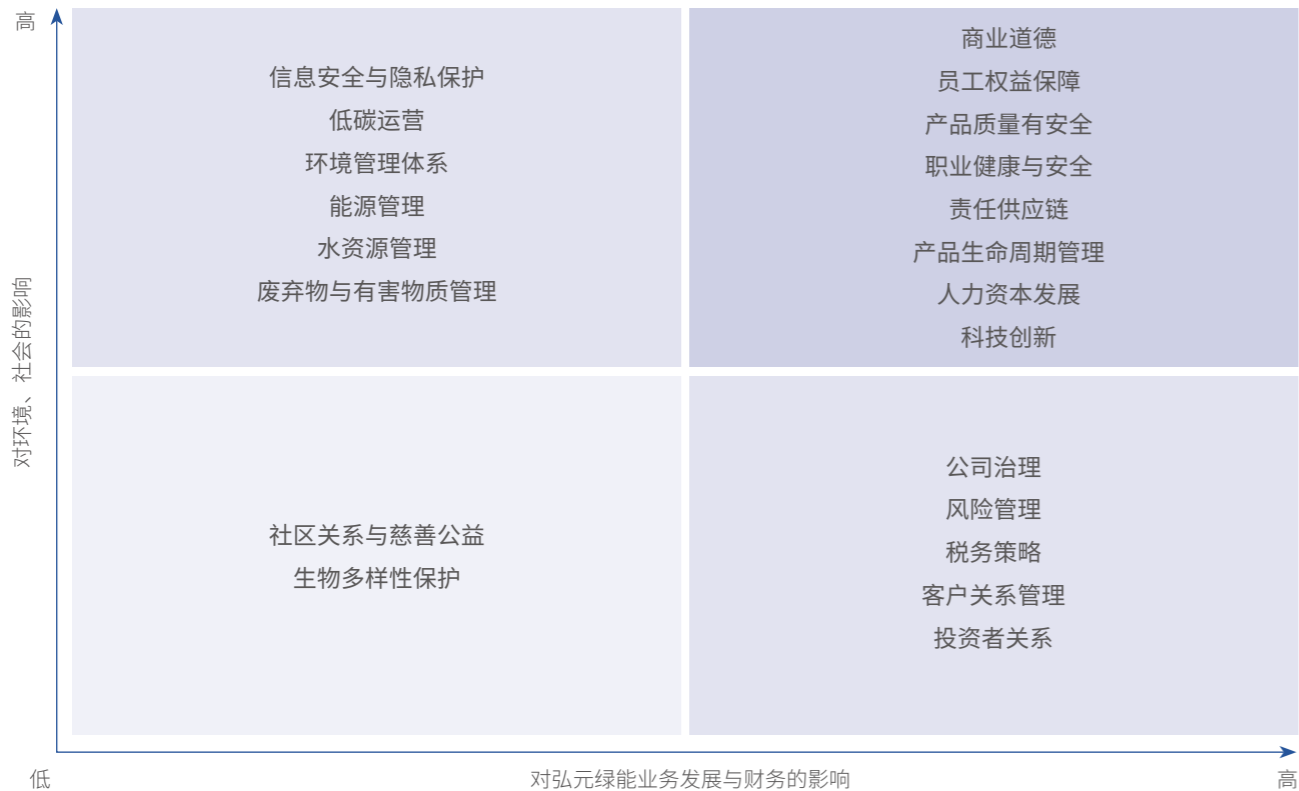 高
对环境、社会的影响
信息安全与隐私保护
低碳运营
环境管理体系
能源管理
水资源管理
废弃物与有害物质管理
商业道德
员工权益保障
产品质量有安全
职业健康与安全
责任供应链
产品生命周期管理
人力资本发展
科技创新
社区关系与慈善公益
生物多样性保护
公司治理
风险管理
税务策略
客户关系管理
投资者关系
低
对弘元绿能业务发展与财务的影响
高